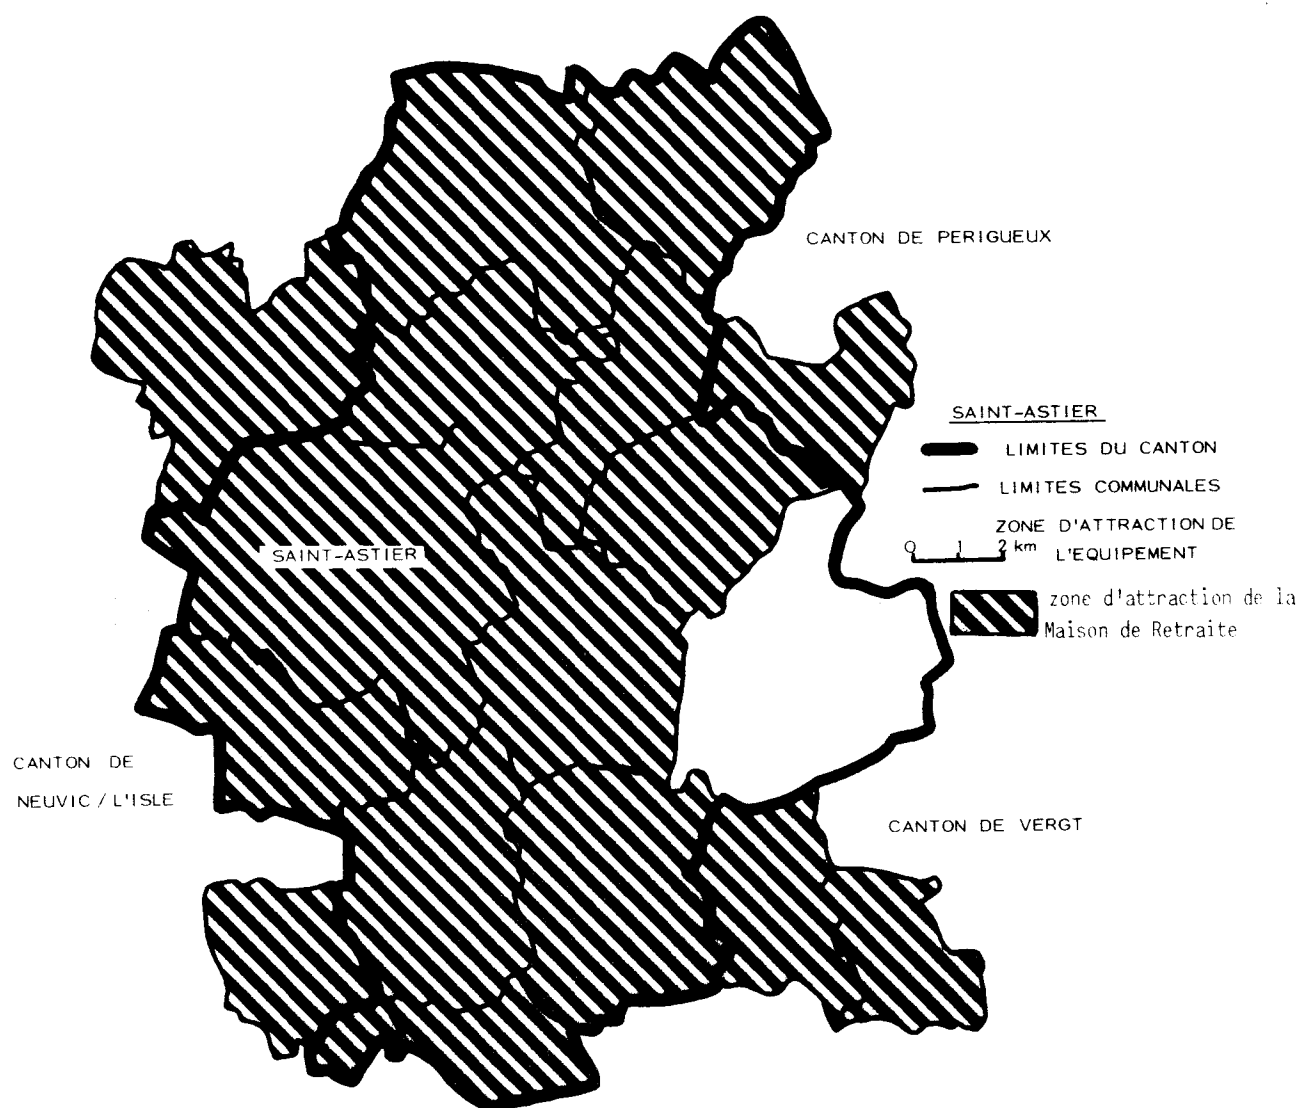 CANTON DE PERIGUEUX
SAINT-ASTIER
LIMITES DU CANTON
LIMITES COMMUNALES
ZONE D'ATTRACTION DE
L'EQUIPEMENT
0 1 2 km
zone d'attraction de la
Maison de Retraite
SAINT-ASTIER
CANTON DE
NEUVIC / L'ISLE
CANTON DE VERGT